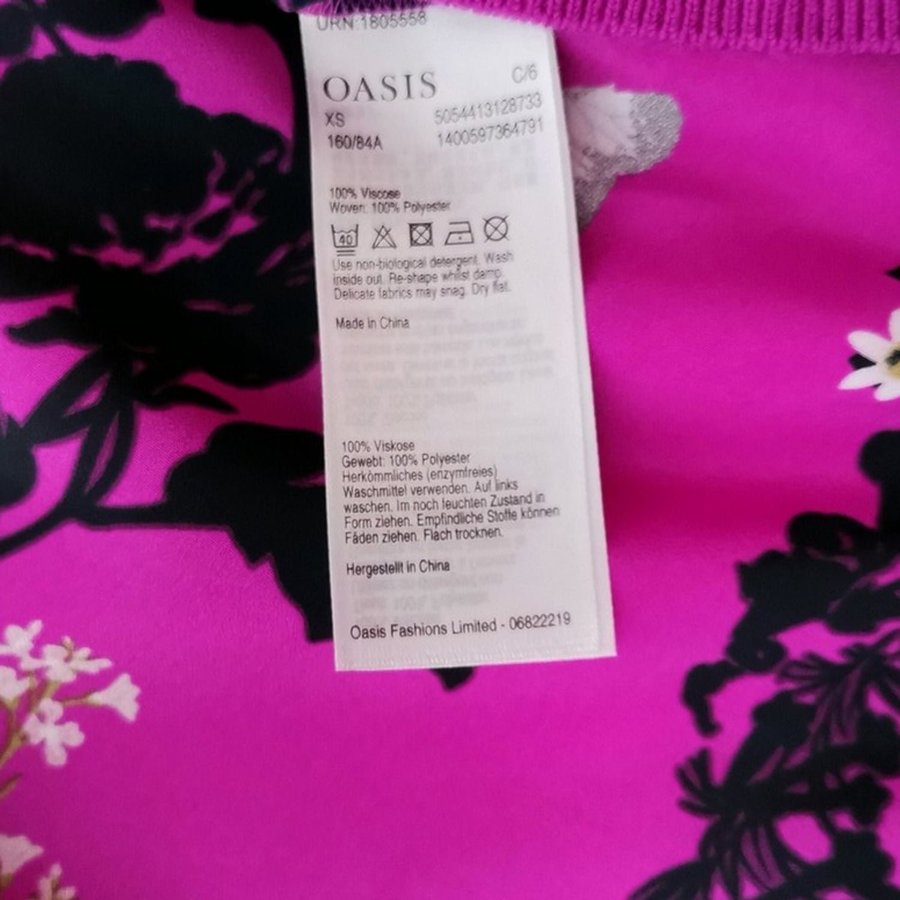 URN:1805558
OASIS C/6
XS 5054413128733
160/84A 1400597364791
100% Viscose
Woven: 100% Polyester
40
Use non-biological detergent. Wash
inside out. Re-shape whilst damp.
Delicate fabrics may snag. Dry flat.
Made in China
100% Viskose
Gewebt: 100% Polyester
Herkömmliches (enzymfreies)
Waschmittel verwenden. Auf links
waschen. Im noch feuchten Zustand in
Form ziehen. Empfindliche Stoffe können
Fäden ziehen. Flach trocknen.
Hergestellt in China
Oasis Fashions Limited - 06822219